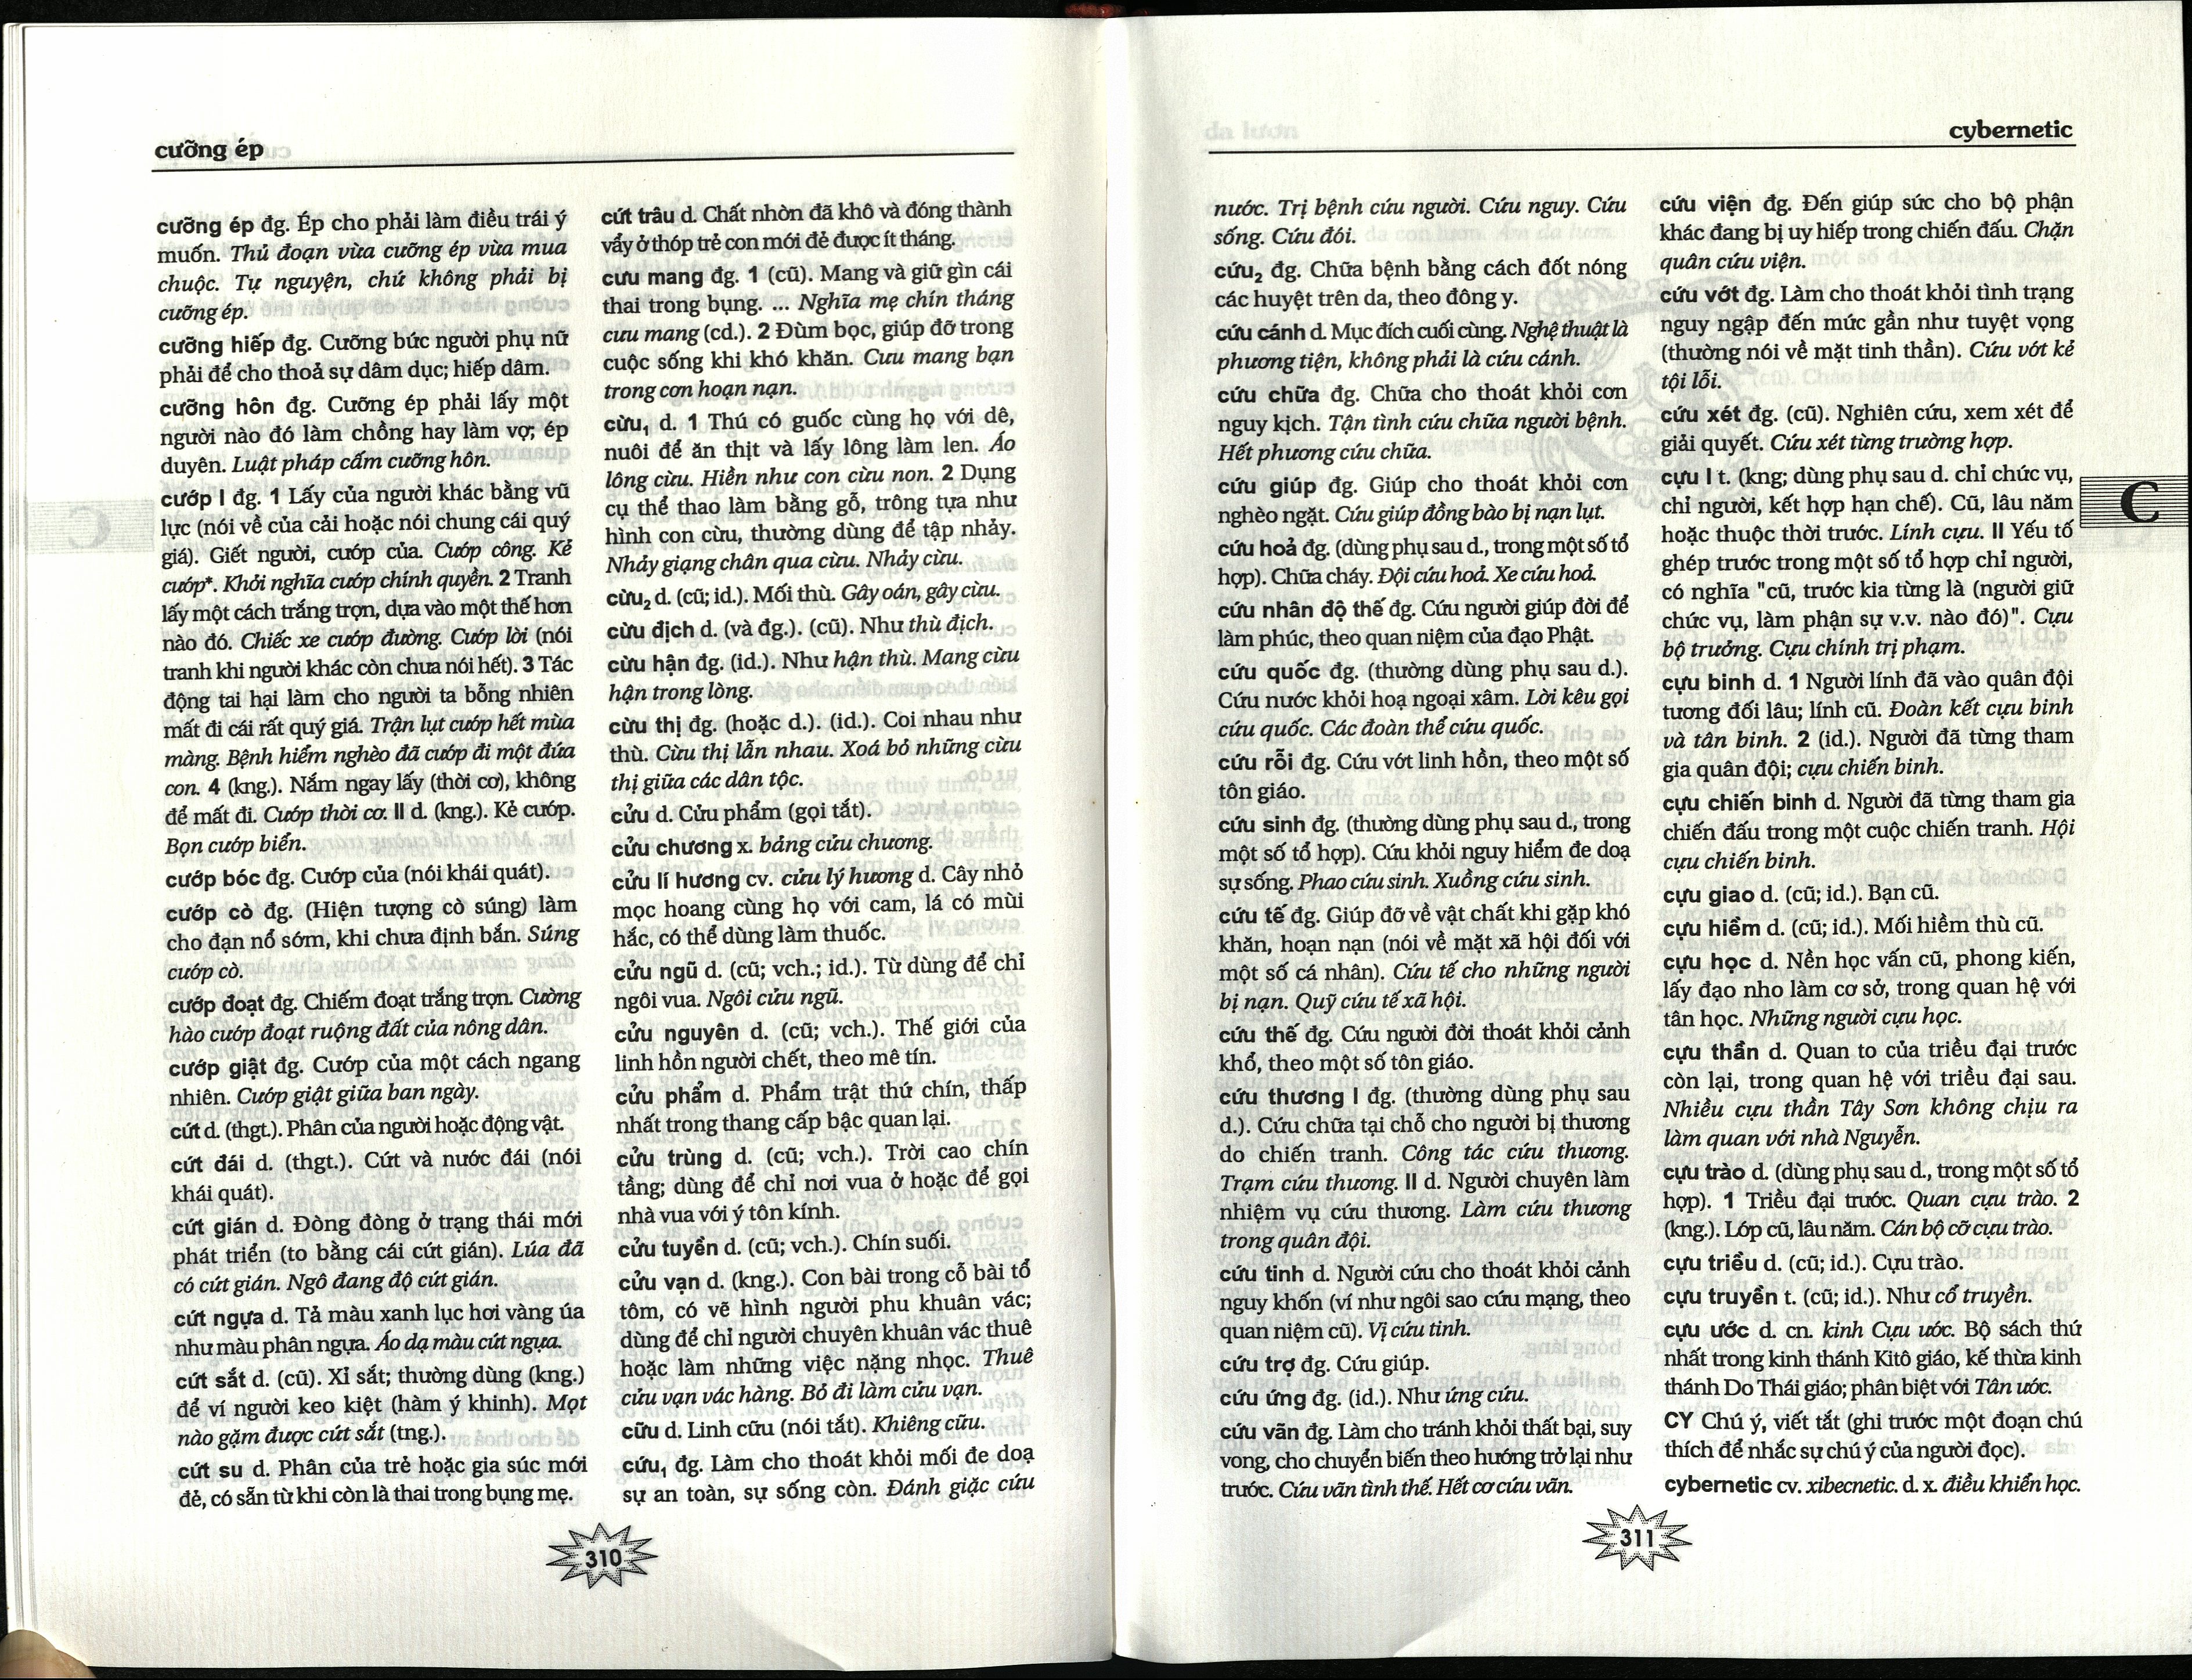 cưỡng ép
cưỡng ép đg. Ép cho phải làm điều trái ý
muốn. Thủ đoạn vừa cưỡng ép vừa mua
chuộc. Tự nguyện, chứ không phải bị
cưỡng ép.
cưỡng hiếp đg. Cưỡng bức người phụ nữ
phải để cho thoả sự dâm dục; hiếp dâm.
cưỡng hôn đg. Cưỡng ép phải lấy một
người nào đó làm chồng hay làm vợ; ép
duyên. Luật pháp cấm cưỡng hôn.
cướp I đg. 1 Lấy của người khác bằng vũ
lực (nói về của cải hoặc nói chung cái quý
giá). Giết người, cướp của. Cướp công. Kẻ
cướp*. Khởi nghĩa cướp chính quyền. 2 Tranh
lấy một cách trắng trợn, dựa vào một thế hơn
nào đó. Chiếc xe cướp đường. Cướp lời (nói
tranh khi người khác còn chưa nói hết). 3 Tác
động tai hại làm cho người ta bỗng nhiên
mất đi cái rất quý giá. Trận lụt cướp hết mùa
màng. Bệnh hiểm nghèo đã cướp đi một đứa
con. 4 (kng.). Nắm ngay lấy (thời cơ), không
để mất đi. Cướp thời cơ. II d. (kng.). Kẻ cướp.
Bọn cướp biển.
cướp bóc đg. Cướp của (nói khái quát).
cướp cò đg. (Hiện tượng cò súng) làm
cho đạn nổ sớm, khi chưa định bắn. Súng
cướp cò.
cướp đoạt đg. Chiếm đoạt trắng trợn. Cường
hào cướp đoạt ruộng đất của nông dân.
cướp giật đg. Cướp của một cách ngang
nhiên. Cướp giật giữa ban ngày.
cứt d. (thgt.). Phân của người hoặc động vật.
cứt đái d. (thgt.). Cứt và nước đái (nói
khái quát).
cứt gián d. Đòng đòng ở trạng thái mới
phát triển (to bằng cái cứt gián). Lúa đã
có cứt gián. Ngô đang độ cứt gián.
cứt ngựa d. Tả màu xanh lục hơi vàng úa
như màu phân ngựa. Áo dạ màu cứt ngựa.
cứt sắt d. (cũ). Xỉ sắt; thường dùng (kng.)
để ví người keo kiệt (hàm ý khinh). Mọt
nào gặm được cứt sắt (tng.).
cứt su d. Phân của trẻ hoặc gia súc mới
đẻ, có sẵn từ khi còn là thai trong bụng mẹ.
cứt trâu d. Chất nhờn đã khô và đóng thành
vẩy ở thóp trẻ con mới đẻ được ít tháng.
cưu mang đg. 1 (cũ). Mang và giữ gìn cái
thai trong bụng. ... Nghĩa mẹ chín tháng
cưu mang (cd.). 2 Đùm bọc, giúp đỡ trong
cuộc sống khi khó khăn. Cưu mang bạn
trong cơn hoạn nạn.
cừu₁ d. 1 Thú có guốc cùng họ với dê,
nuôi để ăn thịt và lấy lông làm len. Áo
lông cừu. Hiền như con cừu non. 2 Dụng
cụ thể thao làm bằng gỗ, trông tựa như
hình con cừu, thường dùng để tập nhảy.
Nhảy giạng chân qua cừu. Nhảy cừu.
cừu₂ d. (cũ; id.). Mối thù. Gây oán, gây cừu.
cừu địch d. (và đg.). (cũ). Như thù địch.
cừu hận đg. (id.). Như hận thù. Mang cừu
hận trong lòng.
cừu thị đg. (hoặc d.). (id.). Coi nhau như
thù. Cừu thị lẫn nhau. Xoá bỏ những cừu
thị giữa các dân tộc.
cửu d. Cửu phẩm (gọi tắt).
cửu chương x. bảng cửu chương.
cửu lí hương cv. cửu lý hương d. Cây nhỏ
mọc hoang cùng họ với cam, lá có mùi
hắc, có thể dùng làm thuốc.
cửu ngũ d. (cũ; vch.; id.). Từ dùng để chỉ
ngôi vua. Ngôi cửu ngũ.
cửu nguyên d. (cũ; vch.). Thế giới của
linh hồn người chết, theo mê tín.
cửu phẩm d. Phẩm trật thứ chín, thấp
nhất trong thang cấp bậc quan lại.
cửu trùng d. (cũ; vch.). Trời cao chín
tầng; dùng để chỉ nơi vua ở hoặc để gọi
nhà vua với ý tôn kính.
cửu tuyền d. (cũ; vch.). Chín suối.
cửu vạn d. (kng.). Con bài trong cỗ bài tổ
tôm, có vẽ hình người phu khuân vác;
dùng để chỉ người chuyên khuân vác thuê
hoặc làm những việc nặng nhọc. Thuê
cửu vạn vác hàng. Bỏ đi làm cửu vạn.
cữu d. Linh cữu (nói tắt). Khiêng cữu.
cứu₁ đg. Làm cho thoát khỏi mối đe doạ
sự an toàn, sự sống còn. Đánh giặc cứu
310
cybernetic
nước. Trị bệnh cứu người. Cứu nguy. Cứu
sống. Cứu đói.
cứu₂ đg. Chữa bệnh bằng cách đốt nóng
các huyệt trên da, theo đông y.
cứu cánh d. Mục đích cuối cùng. Nghệ thuật là
phương tiện, không phải là cứu cánh.
cứu chữa đg. Chữa cho thoát khỏi cơn
nguy kịch. Tận tình cứu chữa người bệnh.
Hết phương cứu chữa.
cứu giúp đg. Giúp cho thoát khỏi cơn
nghèo ngặt. Cứu giúp đồng bào bị nạn lụt.
cứu hoả đg. (dùng phụ sau d., trong một số tổ
hợp). Chữa cháy. Đội cứu hoả. Xe cứu hoả.
cứu nhân độ thế đg. Cứu người giúp đời để
làm phúc, theo quan niệm của đạo Phật.
cứu quốc đg. (thường dùng phụ sau d.).
Cứu nước khỏi hoạ ngoại xâm. Lời kêu gọi
cứu quốc. Các đoàn thể cứu quốc.
cứu rỗi đg. Cứu vớt linh hồn, theo một số
tôn giáo.
cứu sinh đg. (thường dùng phụ sau d., trong
một số tổ hợp). Cứu khỏi nguy hiểm đe doạ
sự sống. Phao cứu sinh. Xuồng cứu sinh.
cứu tế đg. Giúp đỡ về vật chất khi gặp khó
khăn, hoạn nạn (nói về mặt xã hội đối với
một số cá nhân). Cứu tế cho những người
bị nạn. Quỹ cứu tế xã hội.
cứu thế đg. Cứu người đời thoát khỏi cảnh
khổ, theo một số tôn giáo.
cứu thương I đg. (thường dùng phụ sau
d.). Cứu chữa tại chỗ cho người bị thương
do chiến tranh. Công tác cứu thương.
Trạm cứu thương. II d. Người chuyên làm
nhiệm vụ cứu thương. Làm cứu thương
trong quân đội.
cứu tinh d. Người cứu cho thoát khỏi cảnh
nguy khốn (ví như ngôi sao cứu mạng, theo
quan niệm cũ). Vị cứu tinh.
cứu trợ đg. Cứu giúp.
cứu ứng đg. (id.). Như ứng cứu.
cứu vãn đg. Làm cho tránh khỏi thất bại, suy
vong, cho chuyển biến theo hướng trở lại như
trước. Cứu vãn tình thế. Hết cơ cứu vãn.
cứu viện đg. Đến giúp sức cho bộ phận
khác đang bị uy hiếp trong chiến đấu. Chặn
quân cứu viện.
cứu vớt đg. Làm cho thoát khỏi tình trạng
nguy ngập đến mức gần như tuyệt vọng
(thường nói về mặt tinh thần). Cứu vớt kẻ
tội lỗi.
cứu xét đg. (cũ). Nghiên cứu, xem xét để
giải quyết. Cứu xét từng trường hợp.
cựu I t. (kng; dùng phụ sau d. chỉ chức vụ,
chỉ người, kết hợp hạn chế). Cũ, lâu năm
hoặc thuộc thời trước. Lính cựu. II Yếu tố
ghép trước trong một số tổ hợp chỉ người,
có nghĩa "cũ, trước kia từng là (người giữ
chức vụ, làm phận sự v.v. nào đó)". Cựu
bộ trưởng. Cựu chính trị phạm.
cựu binh d. 1 Người lính đã vào quân đội
tương đối lâu; lính cũ. Đoàn kết cựu binh
và tân binh. 2 (id.). Người đã từng tham
gia quân đội; cựu chiến binh.
cựu chiến binh d. Người đã từng tham gia
chiến đấu trong một cuộc chiến tranh. Hội
cựu chiến binh.
cựu giao d. (cũ; id.). Bạn cũ.
cựu hiềm d. (cũ; id.). Mối hiềm thù cũ.
cựu học d. Nền học vấn cũ, phong kiến,
lấy đạo nho làm cơ sở, trong quan hệ với
tân học. Những người cựu học.
cựu thần d. Quan to của triều đại trước
còn lại, trong quan hệ với triều đại sau.
Nhiều cựu thần Tây Sơn không chịu ra
làm quan với nhà Nguyễn.
cựu trào d. (dùng phụ sau d., trong một số tổ
hợp). 1 Triều đại trước. Quan cựu trào. 2
(kng.). Lớp cũ, lâu năm. Cán bộ cỡ cựu trào.
cựu triều d. (cũ; id.). Cựu trào.
cựu truyền t. (cũ; id.). Như cổ truyền.
cựu ước d. cn. kinh Cựu ước. Bộ sách thứ
nhất trong kinh thánh Kitô giáo, kế thừa kinh
thánh Do Thái giáo; phân biệt với Tân ước.
CY Chú ý, viết tắt (ghi trước một đoạn chú
thích để nhắc sự chú ý của người đọc).
cybernetic cv. xibecnetic. d. x. điều khiển học.
C
311